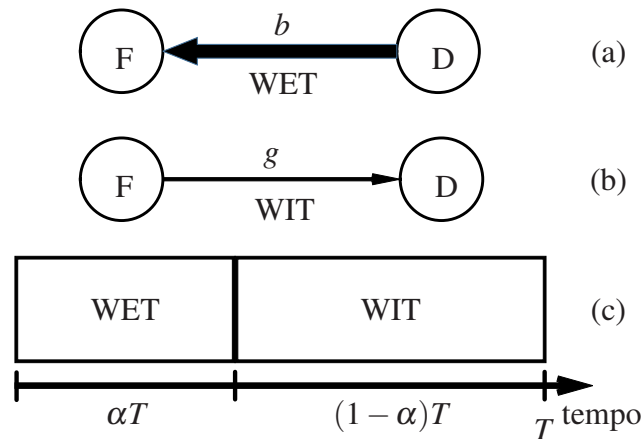 b
F D (a)
WET
g
F D (b)
WIT
WET WIT (c)
αT (1 − α)T T tempo